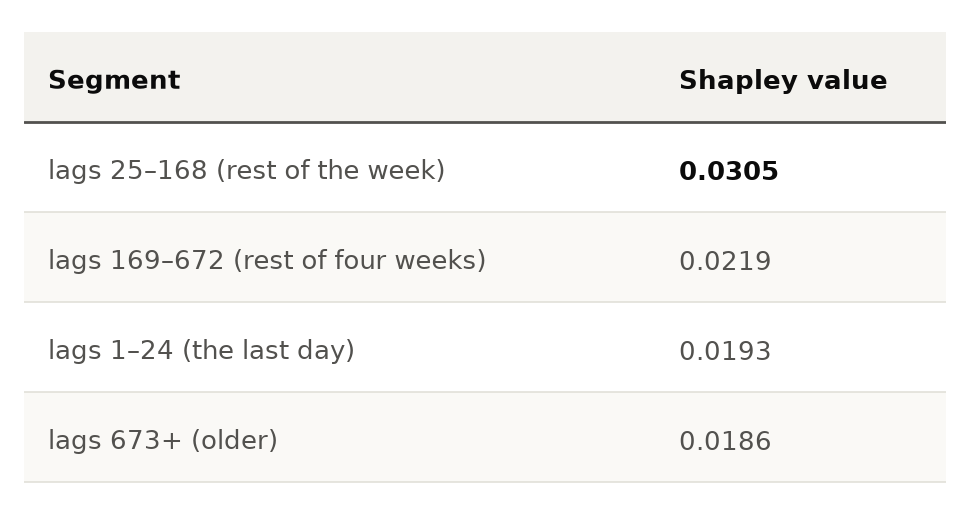 Segment Shapley value
lags 25–168 (rest of the week) 0.0305
lags 169–672 (rest of four weeks) 0.0219
lags 1–24 (the last day) 0.0193
lags 673+ (older) 0.0186